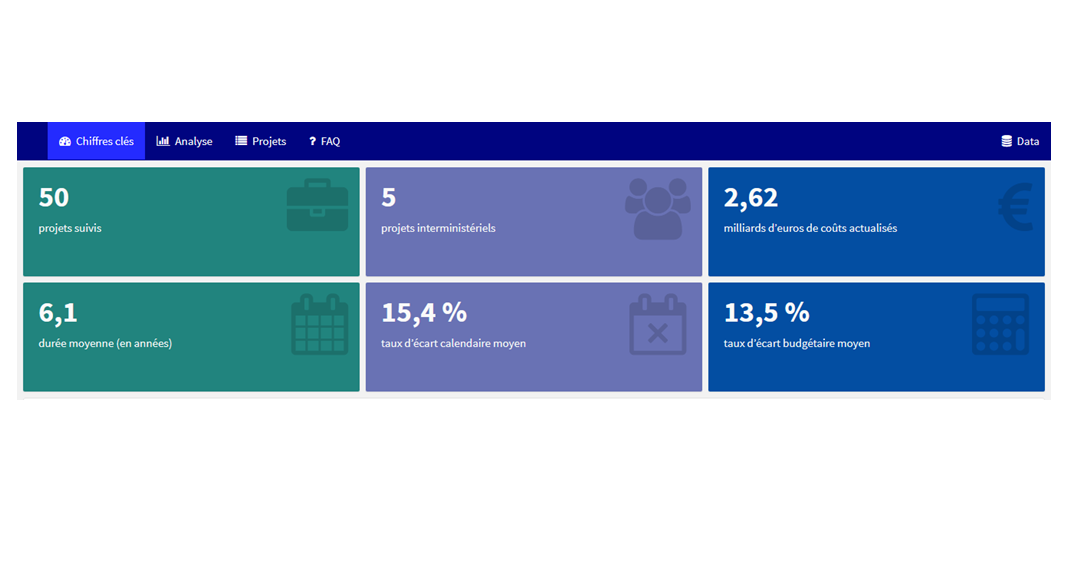 Chiffres clés
Analyse
Projets
? FAQ
Data
50
projets suivis
5
projets interministériels
2,62
milliards d'euros de coûts actualisés
6,1
durée moyenne (en années)
15,4 %
taux d'écart calendaire moyen
13,5 %
taux d'écart budgétaire moyen